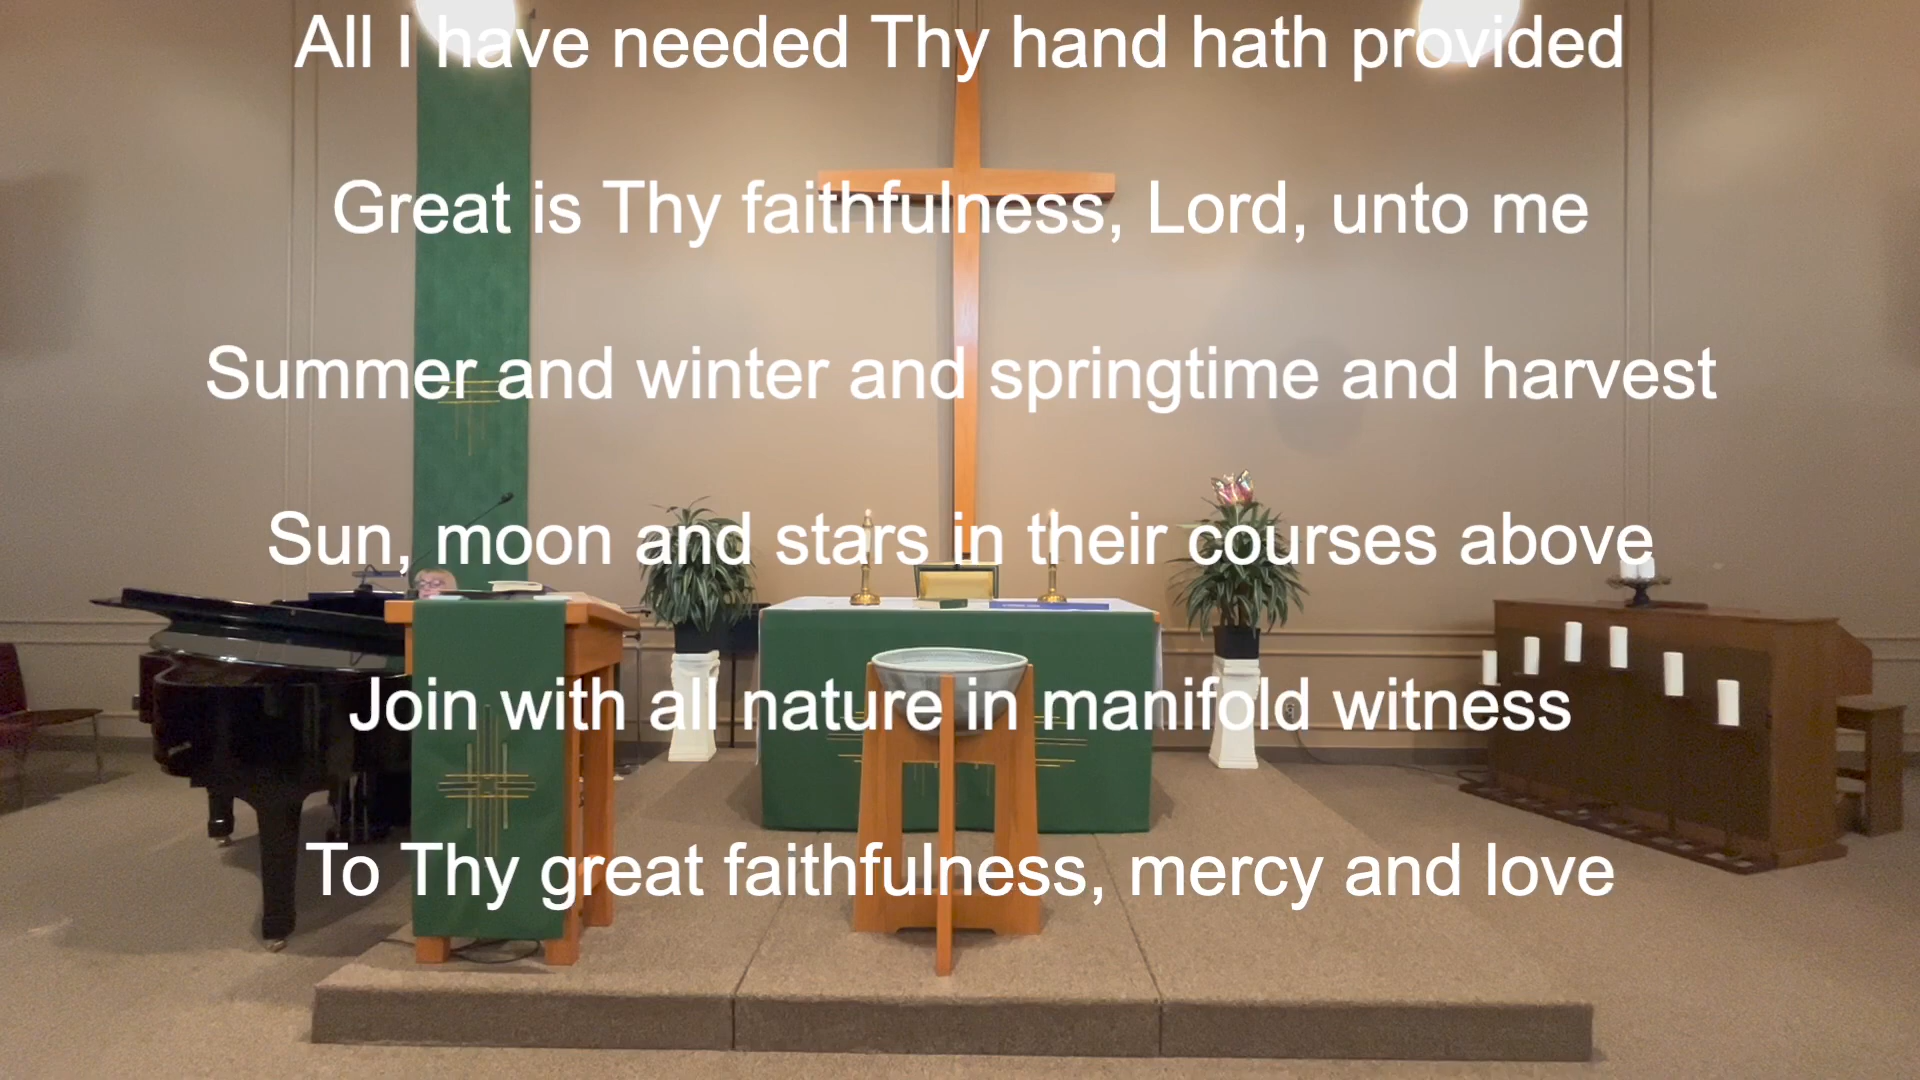 All I have needed Thy hand hath provided
Great is Thy faithfulness, Lord, unto me
Summer and winter and springtime and harvest
Sun, moon and stars in their courses above
Join with all nature in manifold witness
To Thy great faithfulness, mercy and love